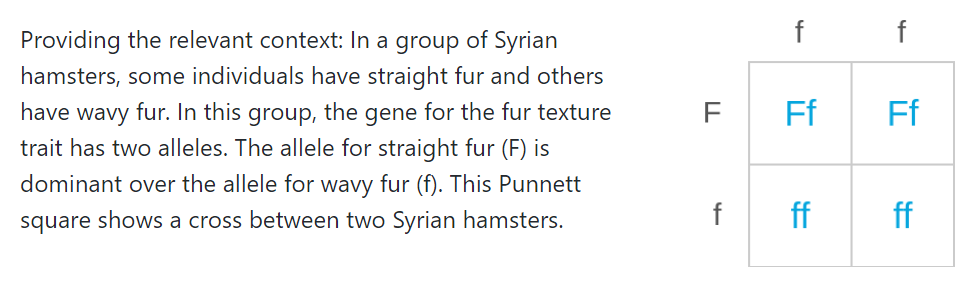 Providing the relevant context: In a group of Syrian
hamsters, some individuals have straight fur and others
have wavy fur. In this group, the gene for the fur texture
trait has two alleles. The allele for straight fur (F) is
dominant over the allele for wavy fur (f). This Punnett
square shows a cross between two Syrian hamsters.
f f
F Ff Ff
f ff ff